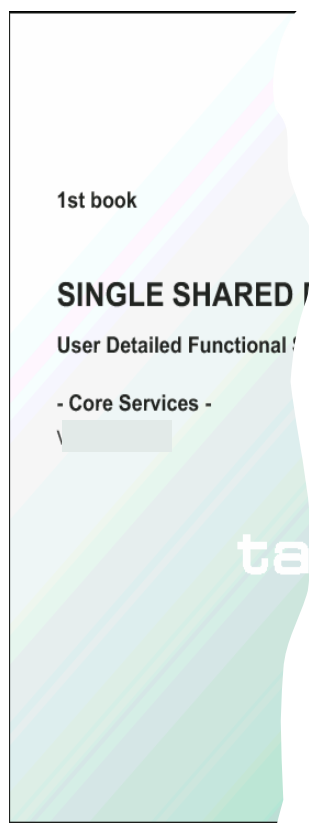 1st book
SINGLE SHARED
User Detailed Functional
- Core Services -
ta